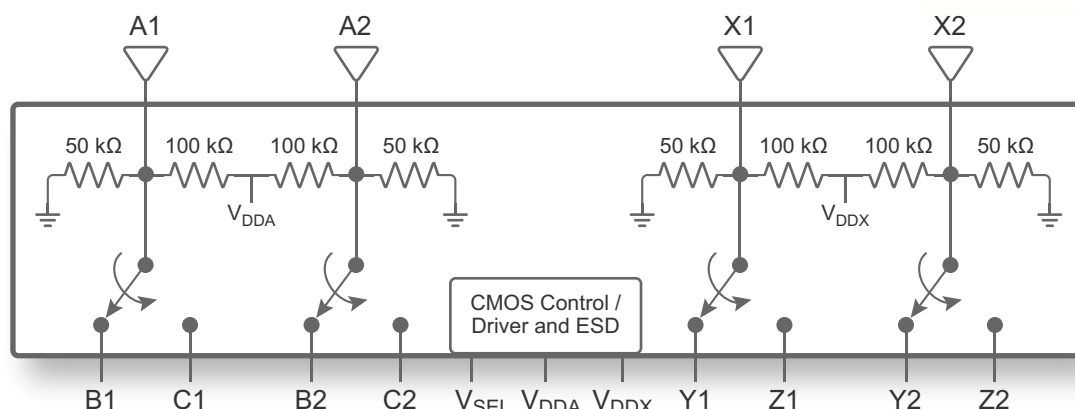 A1 A2 X1 X2
50 kΩ 100 kΩ 100 kΩ 50 kΩ 50 kΩ 100 kΩ 100 kΩ 50 kΩ
VDDA VDDX
CMOS Control /
Driver and ESD
B1 C1 B2 C2 VSEL VDDA VDDX Y1 Z1 Y2 Z2